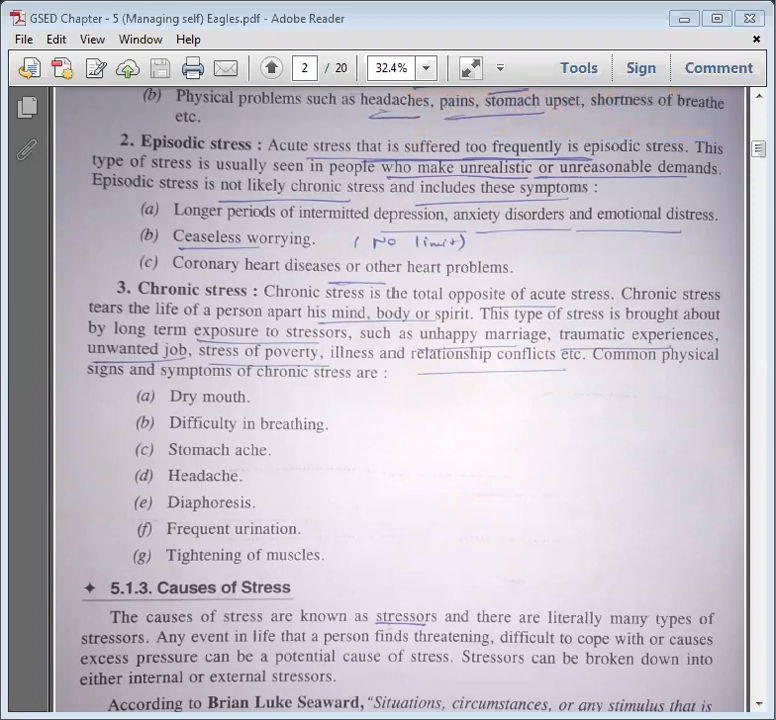 GSED Chapter - 5 (Managing self) Eagles.pdf - Adobe Reader
File Edit View Window Help
2 / 20 32.4% Tools Sign Comment
(b) Physical problems such as headaches, pains, stomach upset, shortness of breathe
etc.
2. Episodic stress : Acute stress that is suffered too frequently is episodic stress. This
type of stress is usually seen in people who make unrealistic or unreasonable demands.
Episodic stress is not likely chronic stress and includes these symptoms :
(a) Longer periods of intermitted depression, anxiety disorders and emotional distress.
(b) Ceaseless worrying. ( No limit)
(c) Coronary heart diseases or other heart problems.
3. Chronic stress : Chronic stress is the total opposite of acute stress. Chronic stress
tears the life of a person apart his mind, body or spirit. This type of stress is brought about
by long term exposure to stressors, such as unhappy marriage, traumatic experiences,
unwanted job, stress of poverty, illness and relationship conflicts etc. Common physical
signs and symptoms of chronic stress are :
(a) Dry mouth.
(b) Difficulty in breathing.
(c) Stomach ache.
(d) Headache.
(e) Diaphoresis.
(f) Frequent urination.
(g) Tightening of muscles.
5.1.3. Causes of Stress
The causes of stress are known as stressors and there are literally many types of
stressors. Any event in life that a person finds threatening, difficult to cope with or causes
excess pressure can be a potential cause of stress. Stressors can be broken down into
either internal or external stressors.
According to Brian Luke Seaward, "Situations, circumstances, or any stimulus that is